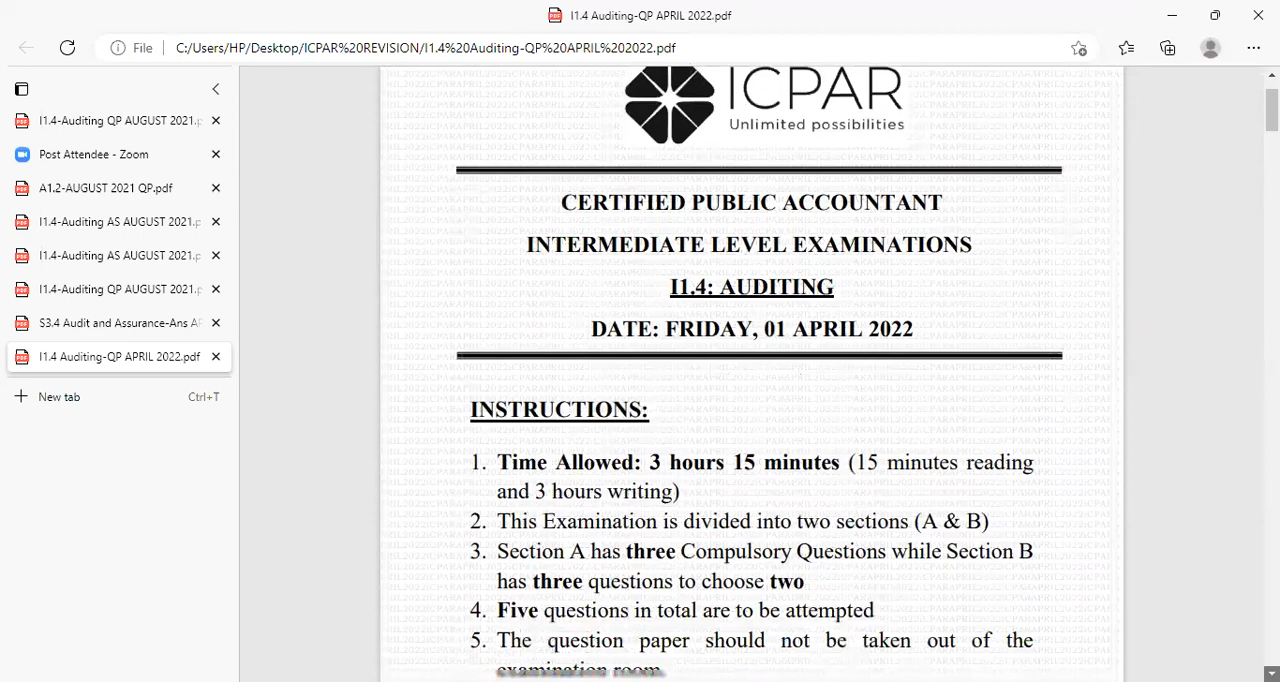 I1.4 Auditing-QP APRIL 2022.pdf
File
C:/Users/HP/Desktop/ICPAR%20REVISION/I1.4%20Auditing-QP%20APRIL%202022.pdf
I1.4-Auditing QP AUGUST 2021.p
Post Attendee - Zoom
A1.2-AUGUST 2021 QP.pdf
I1.4-Auditing AS AUGUST 2021.p
I1.4-Auditing AS AUGUST 2021.p
I1.4-Auditing QP AUGUST 2021.p
S3.4 Audit and Assurance-Ans AP
I1.4 Auditing-QP APRIL 2022.pdf
New tab Ctrl+T
ICPAR
Unlimited possibilities
CERTIFIED PUBLIC ACCOUNTANT
INTERMEDIATE LEVEL EXAMINATIONS
I1.4: AUDITING
DATE: FRIDAY, 01 APRIL 2022
INSTRUCTIONS:
1. Time Allowed: 3 hours 15 minutes (15 minutes reading
and 3 hours writing)
2. This Examination is divided into two sections (A & B)
3. Section A has three Compulsory Questions while Section B
has three questions to choose two
4. Five questions in total are to be attempted
5. The question paper should not be taken out of the
examination room.